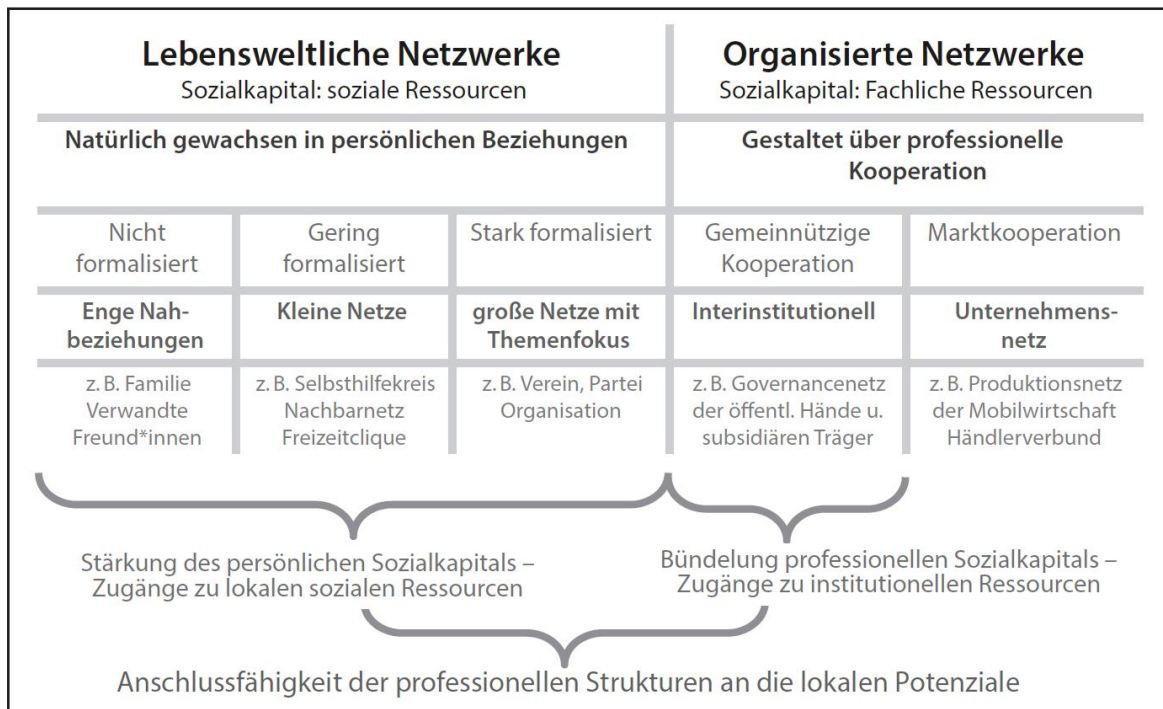 Lebensweltliche Netzwerke
Sozialkapital: soziale Ressourcen
Organisierte Netzwerke
Sozialkapital: Fachliche Ressourcen
Natürlich gewachsen in persönlichen Beziehungen
Gestaltet über professionelle
Kooperation
Nicht
formalisiert
Gering
formalisiert
Stark formalisiert
Gemeinnützige
Kooperation
Marktkooperation
Enge Nah-
beziehungen
Kleine Netze
große Netze mit
Themenfokus
Interinstitutionell
Unternehmens-
netz
z. B. Familie
Verwandte
Freund*innen
z. B. Selbsthilfekreis
Nachbarnetz
Freizeitclique
z. B. Verein, Partei
Organisation
z. B. Governancenetz
der öffentl. Hände u.
subsidiären Träger
z. B. Produktionsnetz
der Mobilwirtschaft
Händlerverbund
Stärkung des persönlichen Sozialkapitals –
Zugänge zu lokalen sozialen Ressourcen
Bündelung professionellen Sozialkapitals –
Zugänge zu institutionellen Ressourcen
Anschlussfähigkeit der professionellen Strukturen an die lokalen Potenziale